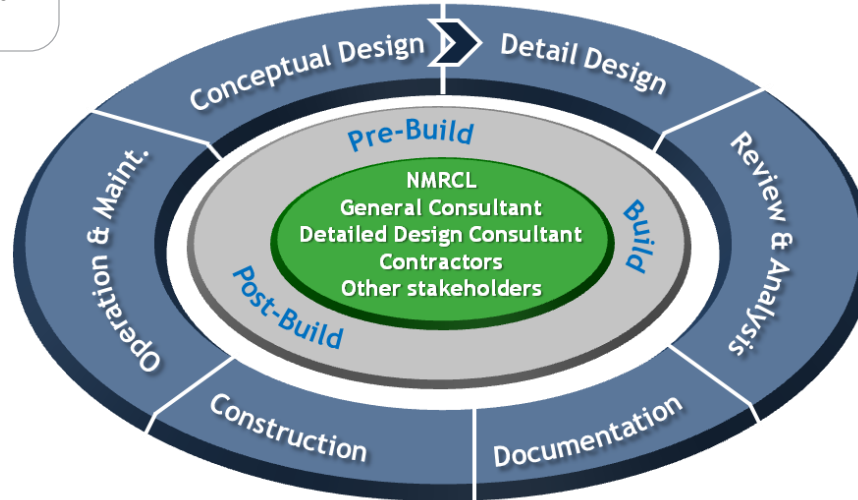 Conceptual Design
Detail Design
Review & Analysis
Documentation
Construction
Operation & Maint.
Pre-Build
Build
Post-Build
NMRCL
General Consultant
Detailed Design Consultant
Contractors
Other stakeholders